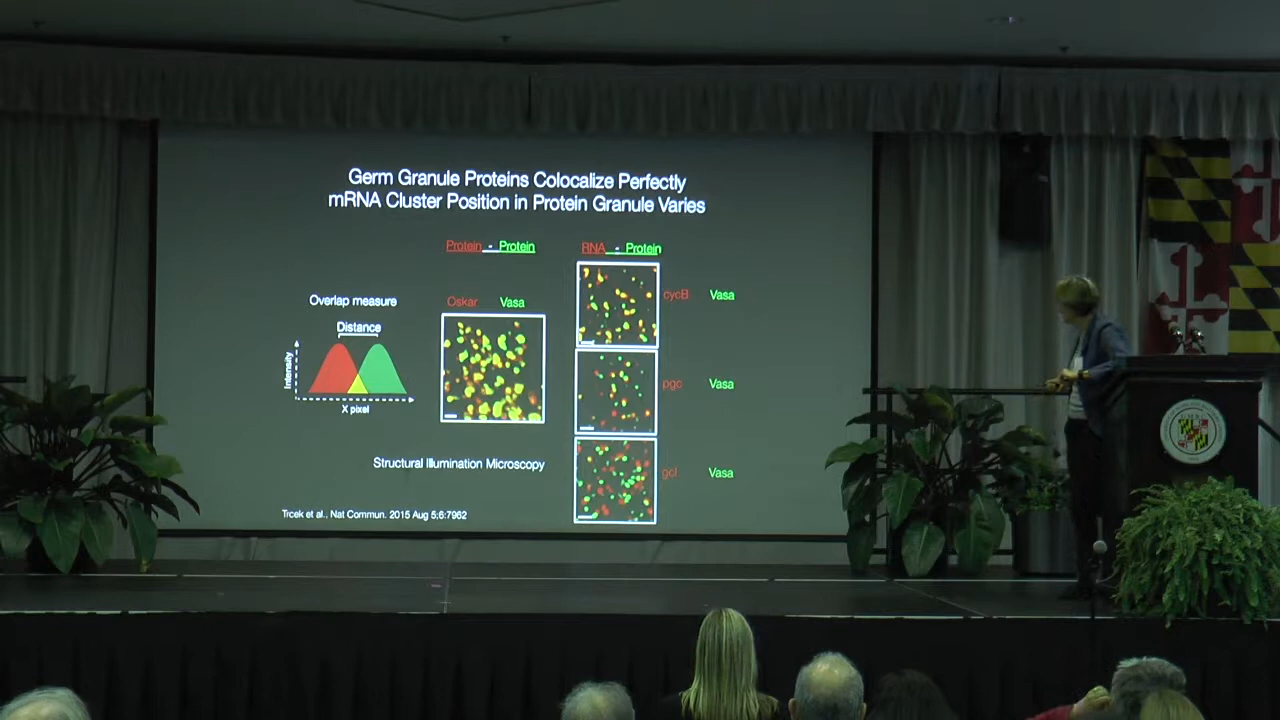 Germ Granule Proteins Colocalize Perfectly
mRNA Cluster Position in Protein Granule Varies
Protein - Protein
RNA - Protein
Overlap measure
Distance
Intensity
X pixel
Oskar Vasa
cycB Vasa
pgc Vasa
gcl Vasa
Structural Illumination Microscopy
Trcek et al., Nat Commun. 2015 Aug 5;6:7962